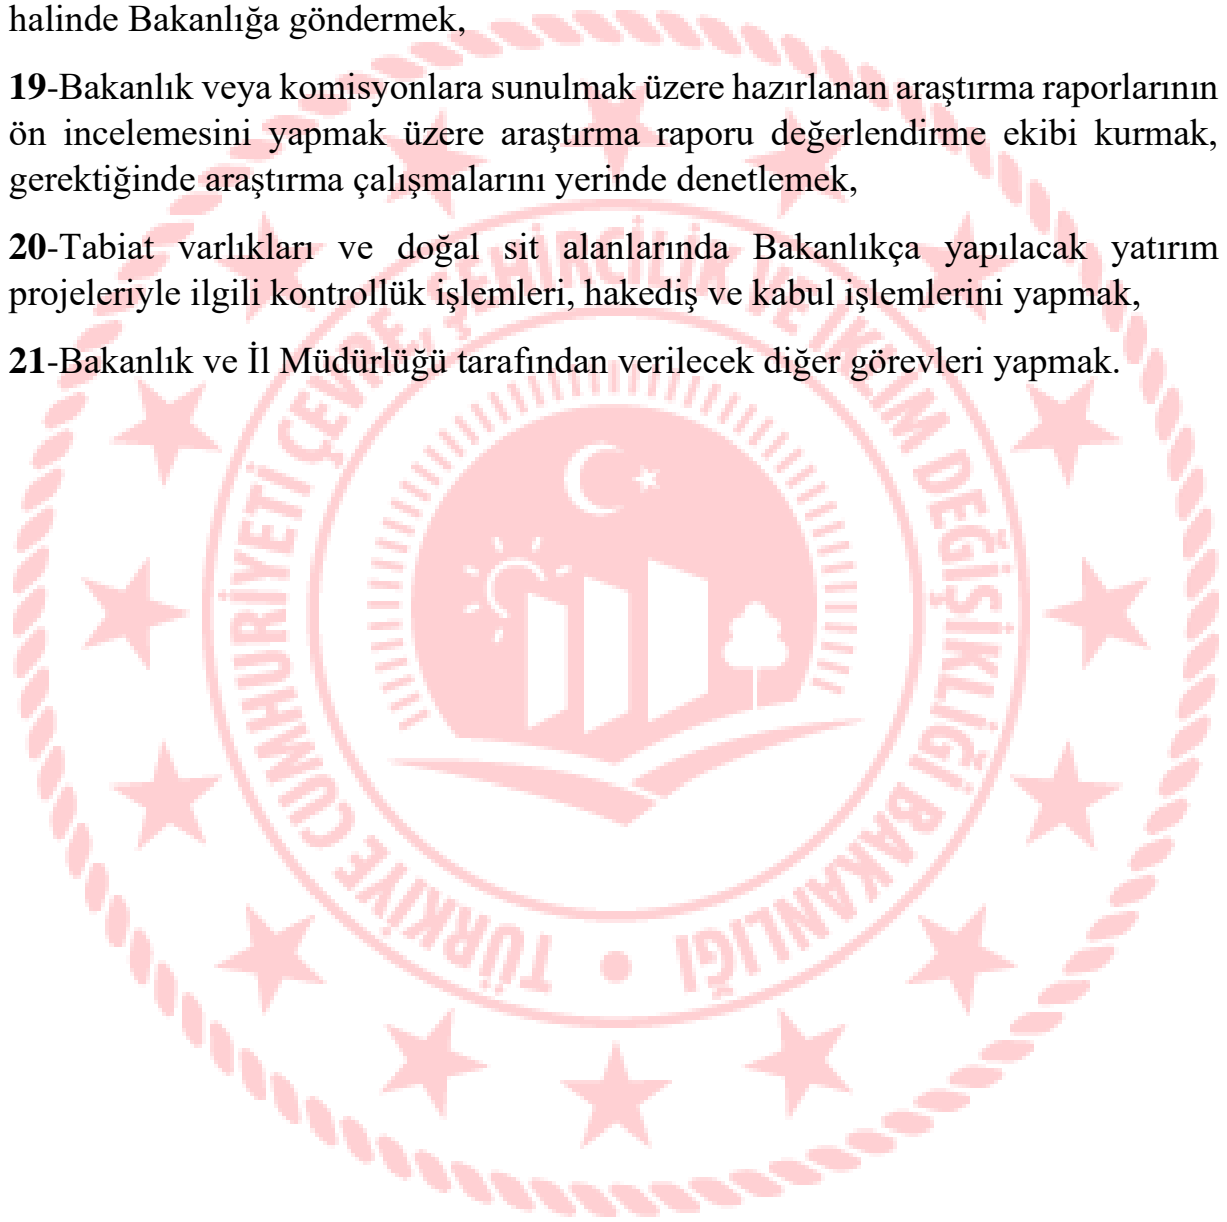 halinde Bakanlığa göndermek,
19-Bakanlık veya komisyonlara sunulmak üzere hazırlanan araştırma raporlarının
ön incelemesini yapmak üzere araştırma raporu değerlendirme ekibi kurmak,
gerektiğinde araştırma çalışmalarını yerinde denetlemek,
20-Tabiat varlıkları ve doğal sit alanlarında Bakanlıkça yapılacak yatırım
projeleriyle ilgili kontrollük işlemleri, hakediş ve kabul işlemlerini yapmak,
21-Bakanlık ve İl Müdürlüğü tarafından verilecek diğer görevleri yapmak.
TÜRKİYE CUMHURİYETİ ÇEVRE, ŞEHİRCİLİK VE İKLİM DEĞİŞİKLİĞİ BAKANLIĞI